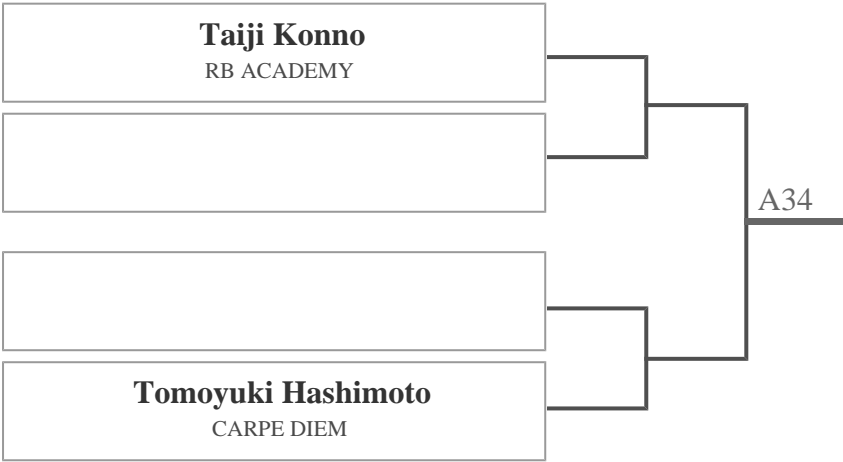 Taiji Konno
RB ACADEMY
A34
Tomoyuki Hashimoto
CARPE DIEM